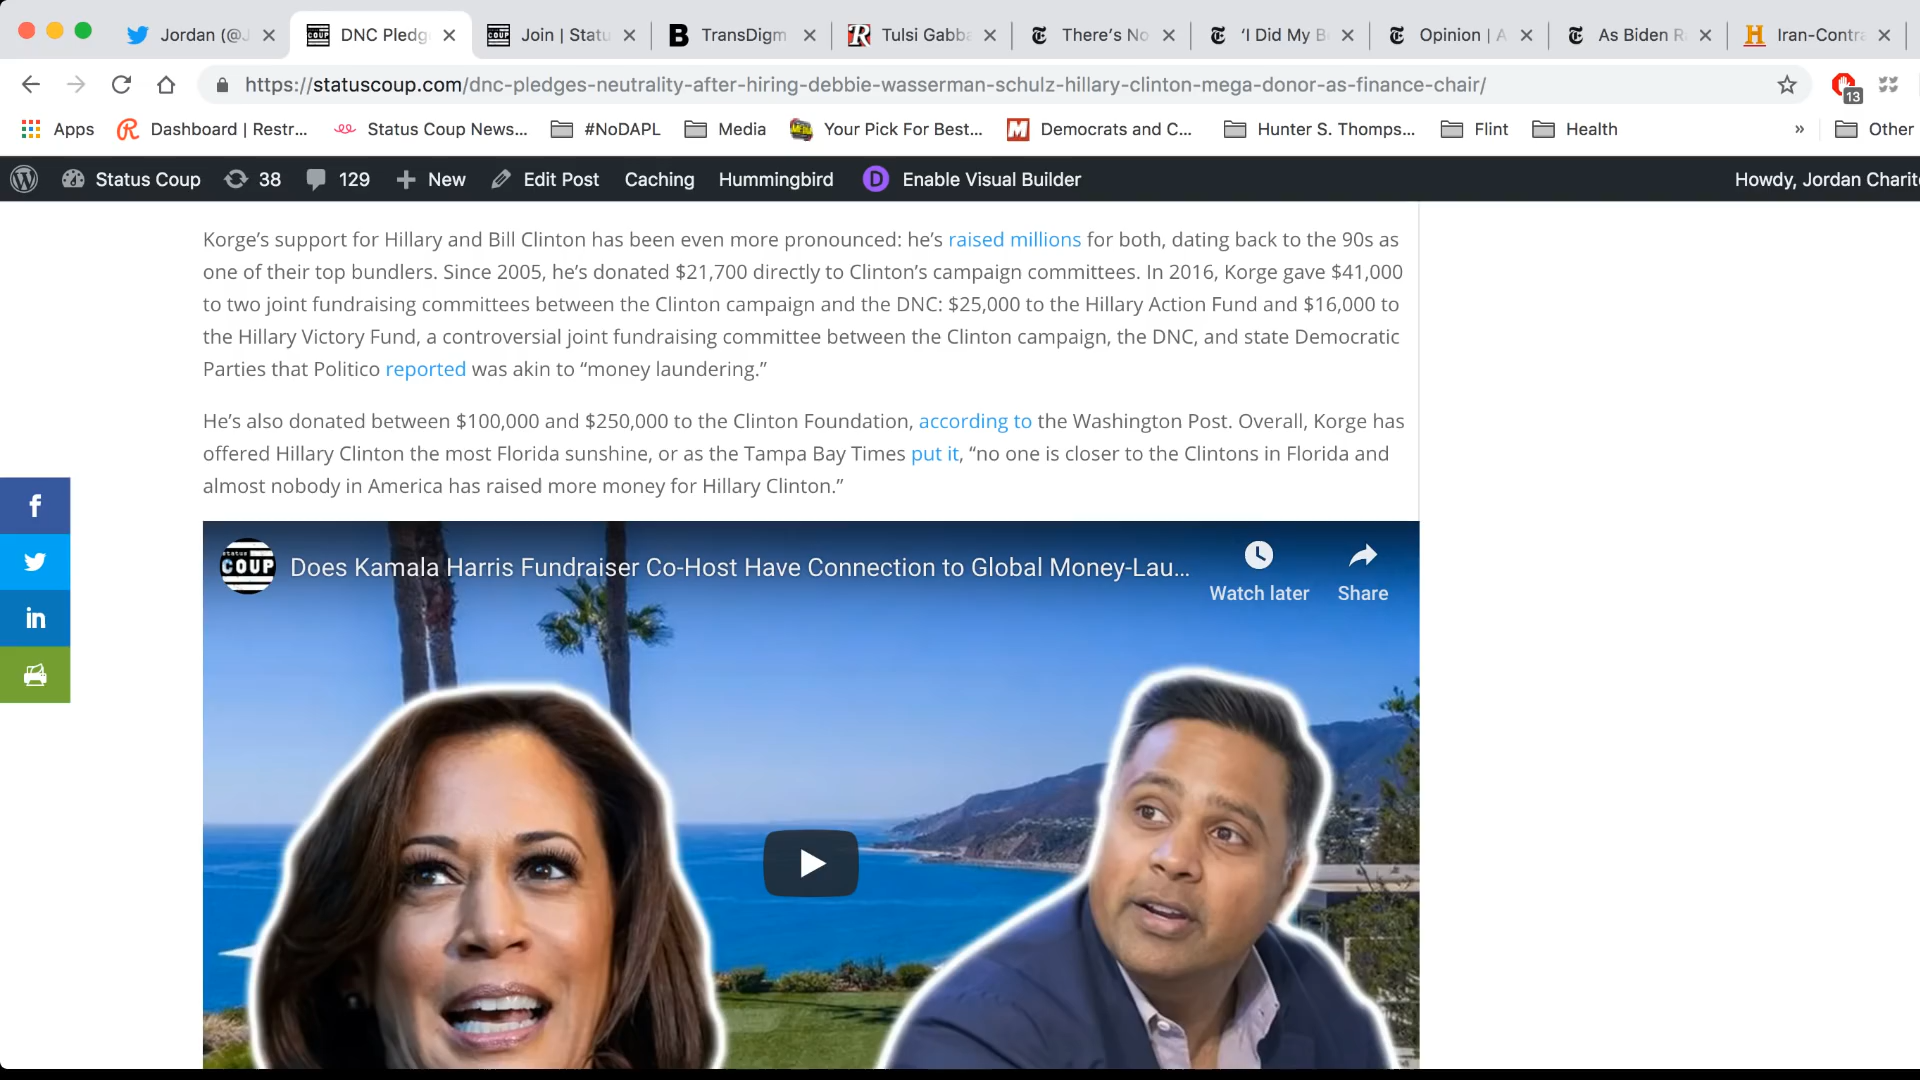 Jordan (@J
DNC Pledg
Join | Statu
TransDigm
Tulsi Gabba
There's No
'I Did My B
Opinion | A
As Biden R
Iran-Contra
https://statuscoup.com/dnc-pledges-neutrality-after-hiring-debbie-wasserman-schulz-hillary-clinton-mega-donor-as-finance-chair/
13
Apps
Dashboard | Restr...
Status Coup News...
#NoDAPL
Media
Your Pick For Best...
Democrats and C...
Hunter S. Thomps...
Flint
Health
»
Other
Status Coup
38
129
New
Edit Post
Caching
Hummingbird
D Enable Visual Builder
Howdy, Jordan Charit
Korge's support for Hillary and Bill Clinton has been even more pronounced: he's raised millions for both, dating back to the 90s as
one of their top bundlers. Since 2005, he's donated $21,700 directly to Clinton's campaign committees. In 2016, Korge gave $41,000
to two joint fundraising committees between the Clinton campaign and the DNC: $25,000 to the Hillary Action Fund and $16,000 to
the Hillary Victory Fund, a controversial joint fundraising committee between the Clinton campaign, the DNC, and state Democratic
Parties that Politico reported was akin to “money laundering.”
He's also donated between $100,000 and $250,000 to the Clinton Foundation, according to the Washington Post. Overall, Korge has
offered Hillary Clinton the most Florida sunshine, or as the Tampa Bay Times put it, “no one is closer to the Clintons in Florida and
almost nobody in America has raised more money for Hillary Clinton.”
status
COUP
Does Kamala Harris Fundraiser Co-Host Have Connection to Global Money-Lau...
Watch later
Share